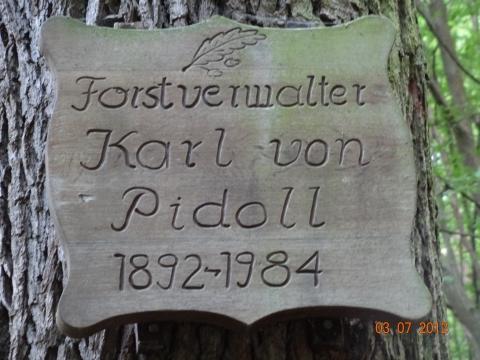 Forstverwalter
Karl von
Pidoll
1892-1984
03.07.2012